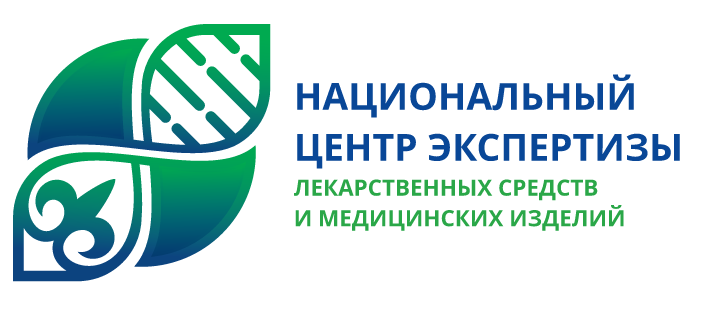 НАЦИОНАЛЬНЫЙ
ЦЕНТР ЭКСПЕРТИЗЫ
ЛЕКАРСТВЕННЫХ СРЕДСТВ
И МЕДИЦИНСКИХ ИЗДЕЛИЙ